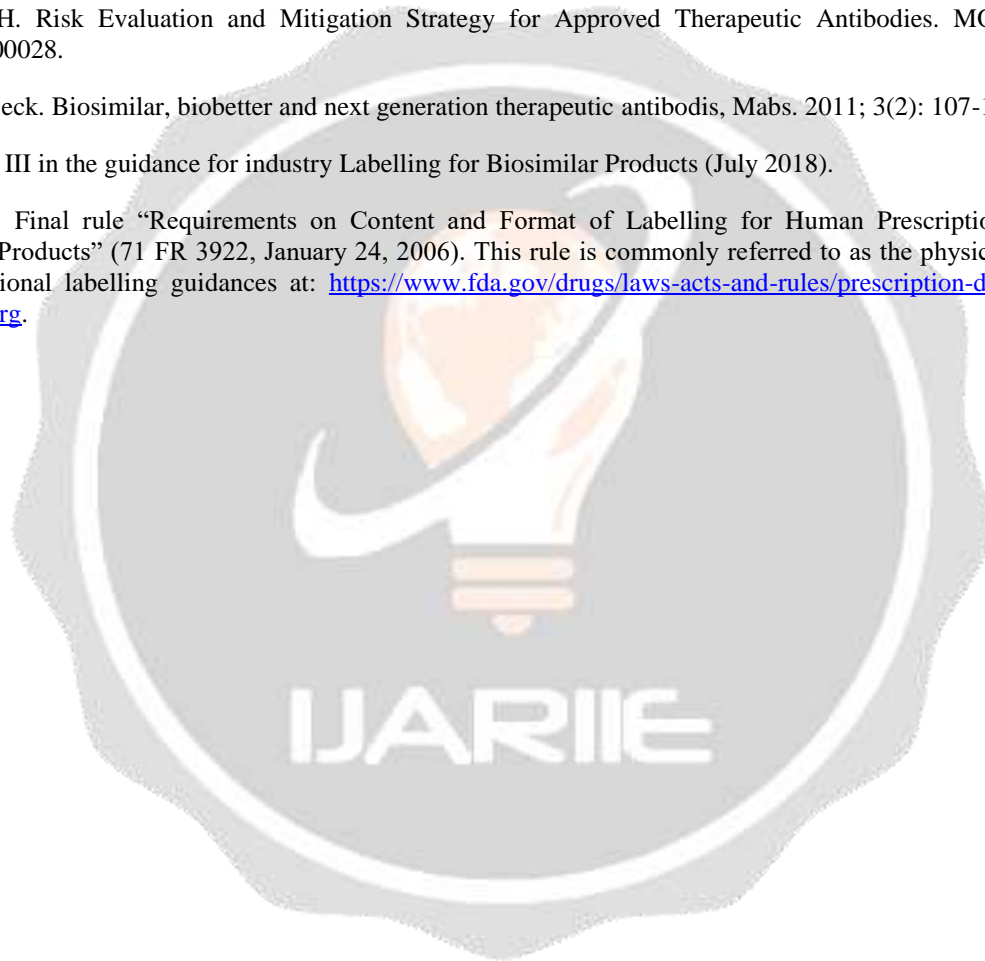 H. Risk Evaluation and Mitigation Strategy for Approved Therapeutic Antibodies. MO
00028.
eck. Biosimilar, biobetter and next generation therapeutic antibodis, Mabs. 2011; 3(2): 107-1
III in the guidance for industry Labelling for Biosimilar Products (July 2018).
Final rule “Requirements on Content and Format of Labelling for Human Prescriptio
Products” (71 FR 3922, January 24, 2006). This rule is commonly referred to as the physic
ional labelling guidances at: https://www.fda.gov/drugs/laws-acts-and-rules/prescription-d
rg.
IJARIIE